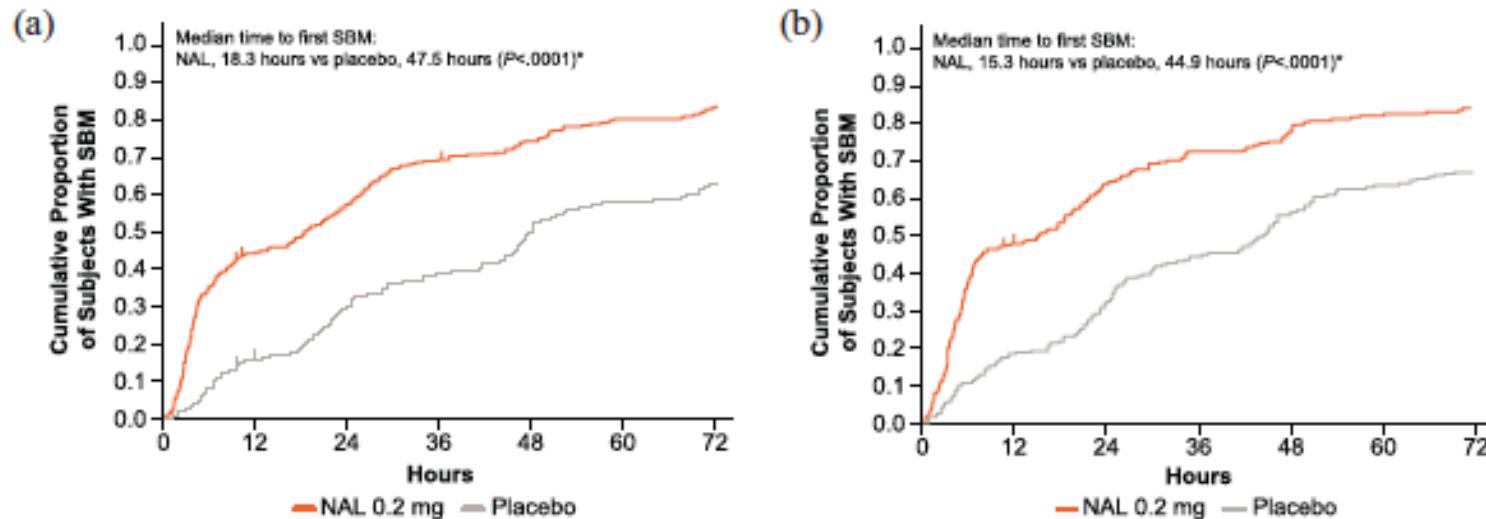 (a)
Median time to first SBM:
NAL, 18.3 hours vs placebo, 47.5 hours (P<.0001)*
Cumulative Proportion
of Subjects With SBM
1.0
0.9
0.8
0.7
0.6
0.5
0.4
0.3
0.2
0.1
0.0
0 12 24 36 48 60 72
Hours
NAL 0.2 mg Placebo
(b)
Median time to first SBM:
NAL, 15.3 hours vs placebo, 44.9 hours (P<.0001)*
Cumulative Proportion
of Subjects With SBM
1.0
0.9
0.8
0.7
0.6
0.5
0.4
0.3
0.2
0.1
0.0
0 12 24 36 48 60 72
Hours
NAL 0.2 mg Placebo